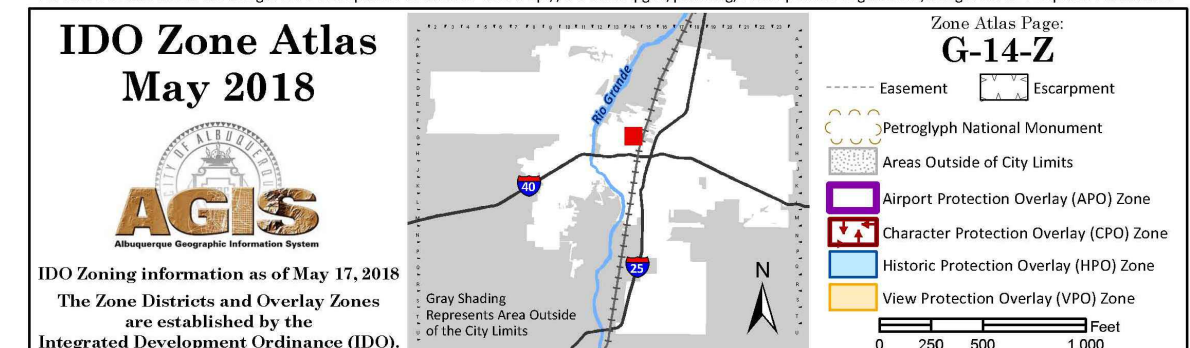 IDO Zone Atlas
May 2018
CITY OF ALBUQUERQUE
AGIS
Albuquerque Geographic Information System
IDO Zoning information as of May 17, 2018
The Zone Districts and Overlay Zones
are established by the
Integrated Development Ordinance (IDO).
Rio Grande
40
25
N
Gray Shading
Represents Area Outside
of the City Limits
Zone Atlas Page:
G-14-Z
Easement
Escarpment
Petroglyph National Monument
Areas Outside of City Limits
Airport Protection Overlay (APO) Zone
Character Protection Overlay (CPO) Zone
Historic Protection Overlay (HPO) Zone
View Protection Overlay (VPO) Zone
Feet
0 250 500 1,000